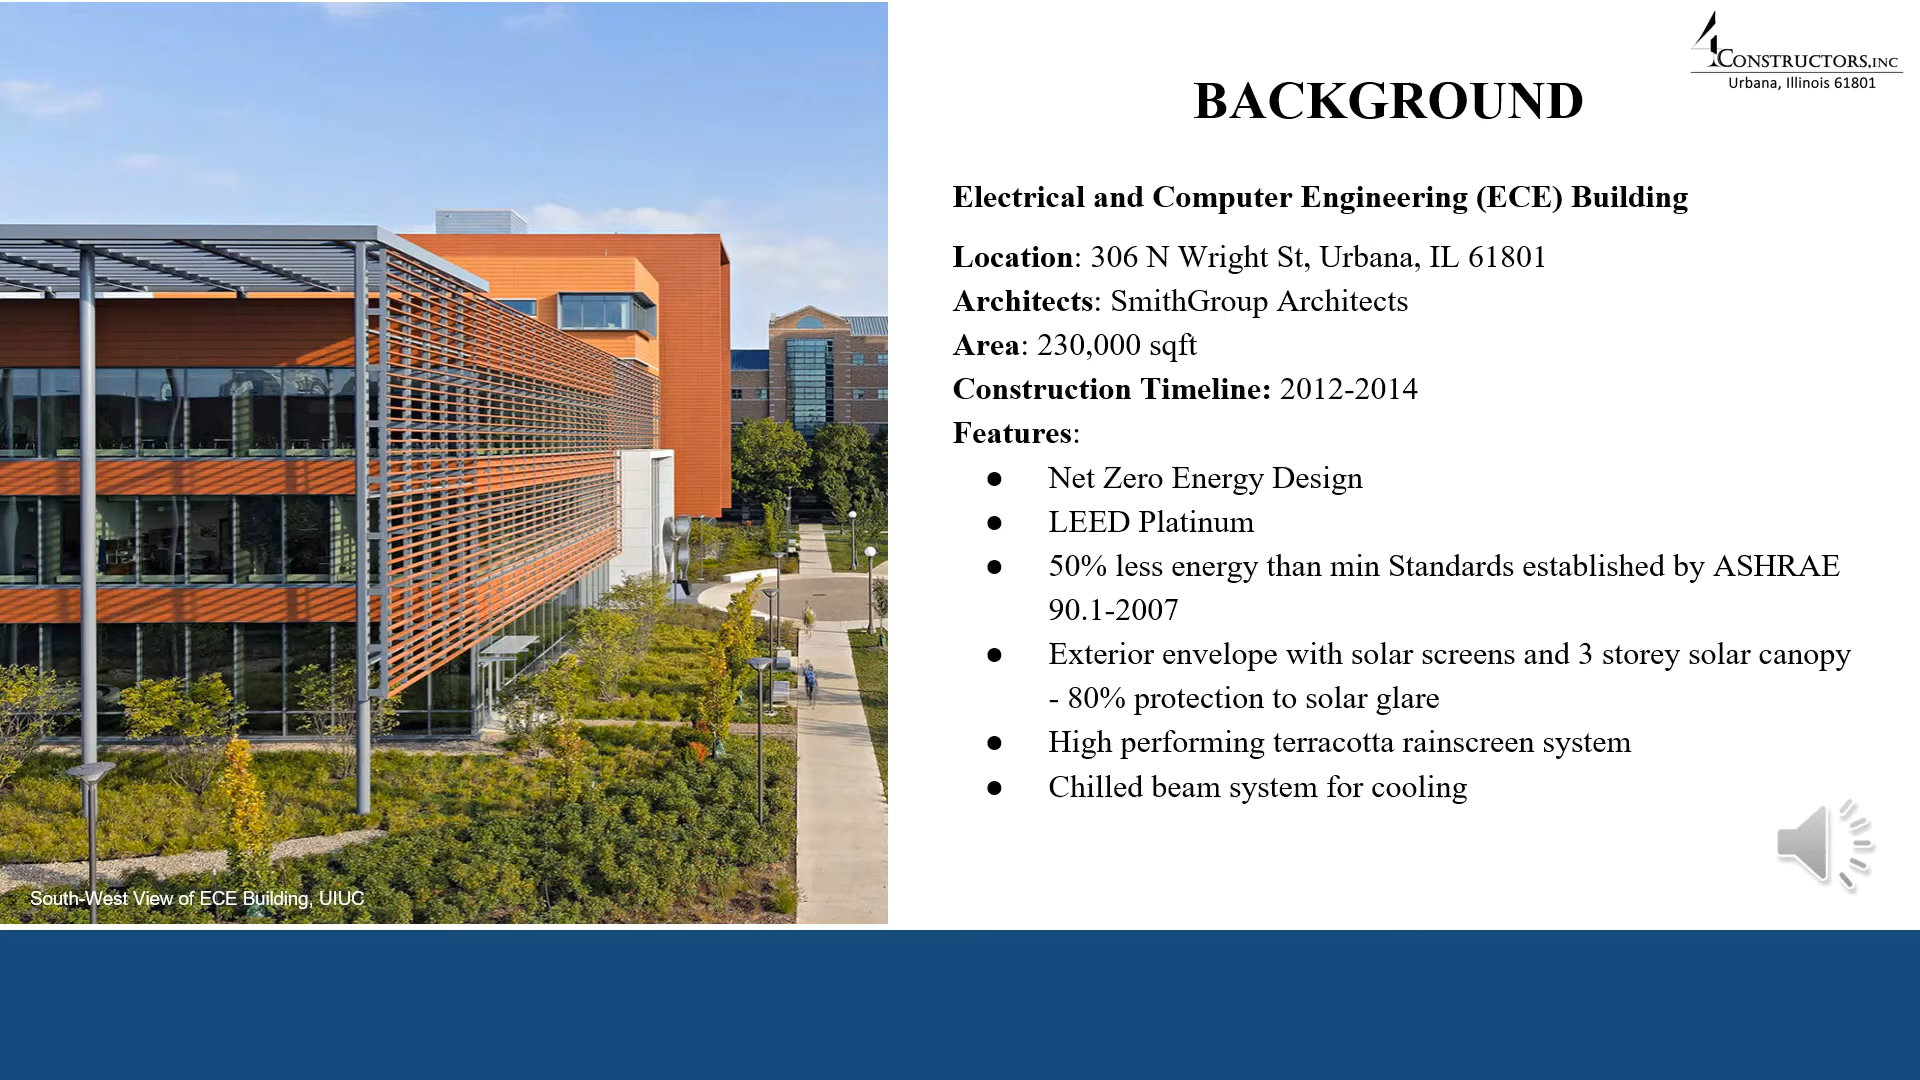 4CONSTRUCTORS,INC
Urbana, Illinois 61801
BACKGROUND
Electrical and Computer Engineering (ECE) Building
Location: 306 N Wright St, Urbana, IL 61801
Architects: SmithGroup Architects
Area: 230,000 sqft
Construction Timeline: 2012-2014
Features:
● Net Zero Energy Design
● LEED Platinum
● 50% less energy than min Standards established by ASHRAE
90.1-2007
● Exterior envelope with solar screens and 3 storey solar canopy
- 80% protection to solar glare
● High performing terracotta rainscreen system
● Chilled beam system for cooling
South-West View of ECE Building, UIUC